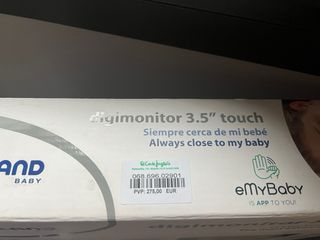 digimonitor 3.5" touch
Siempre cerca de mi bebé
Always close to my baby
AND
BABY
El Corte Inglés
068.696.02901
PVP: 275,00 EUR
eMyBaby
IS APP TO YOU!